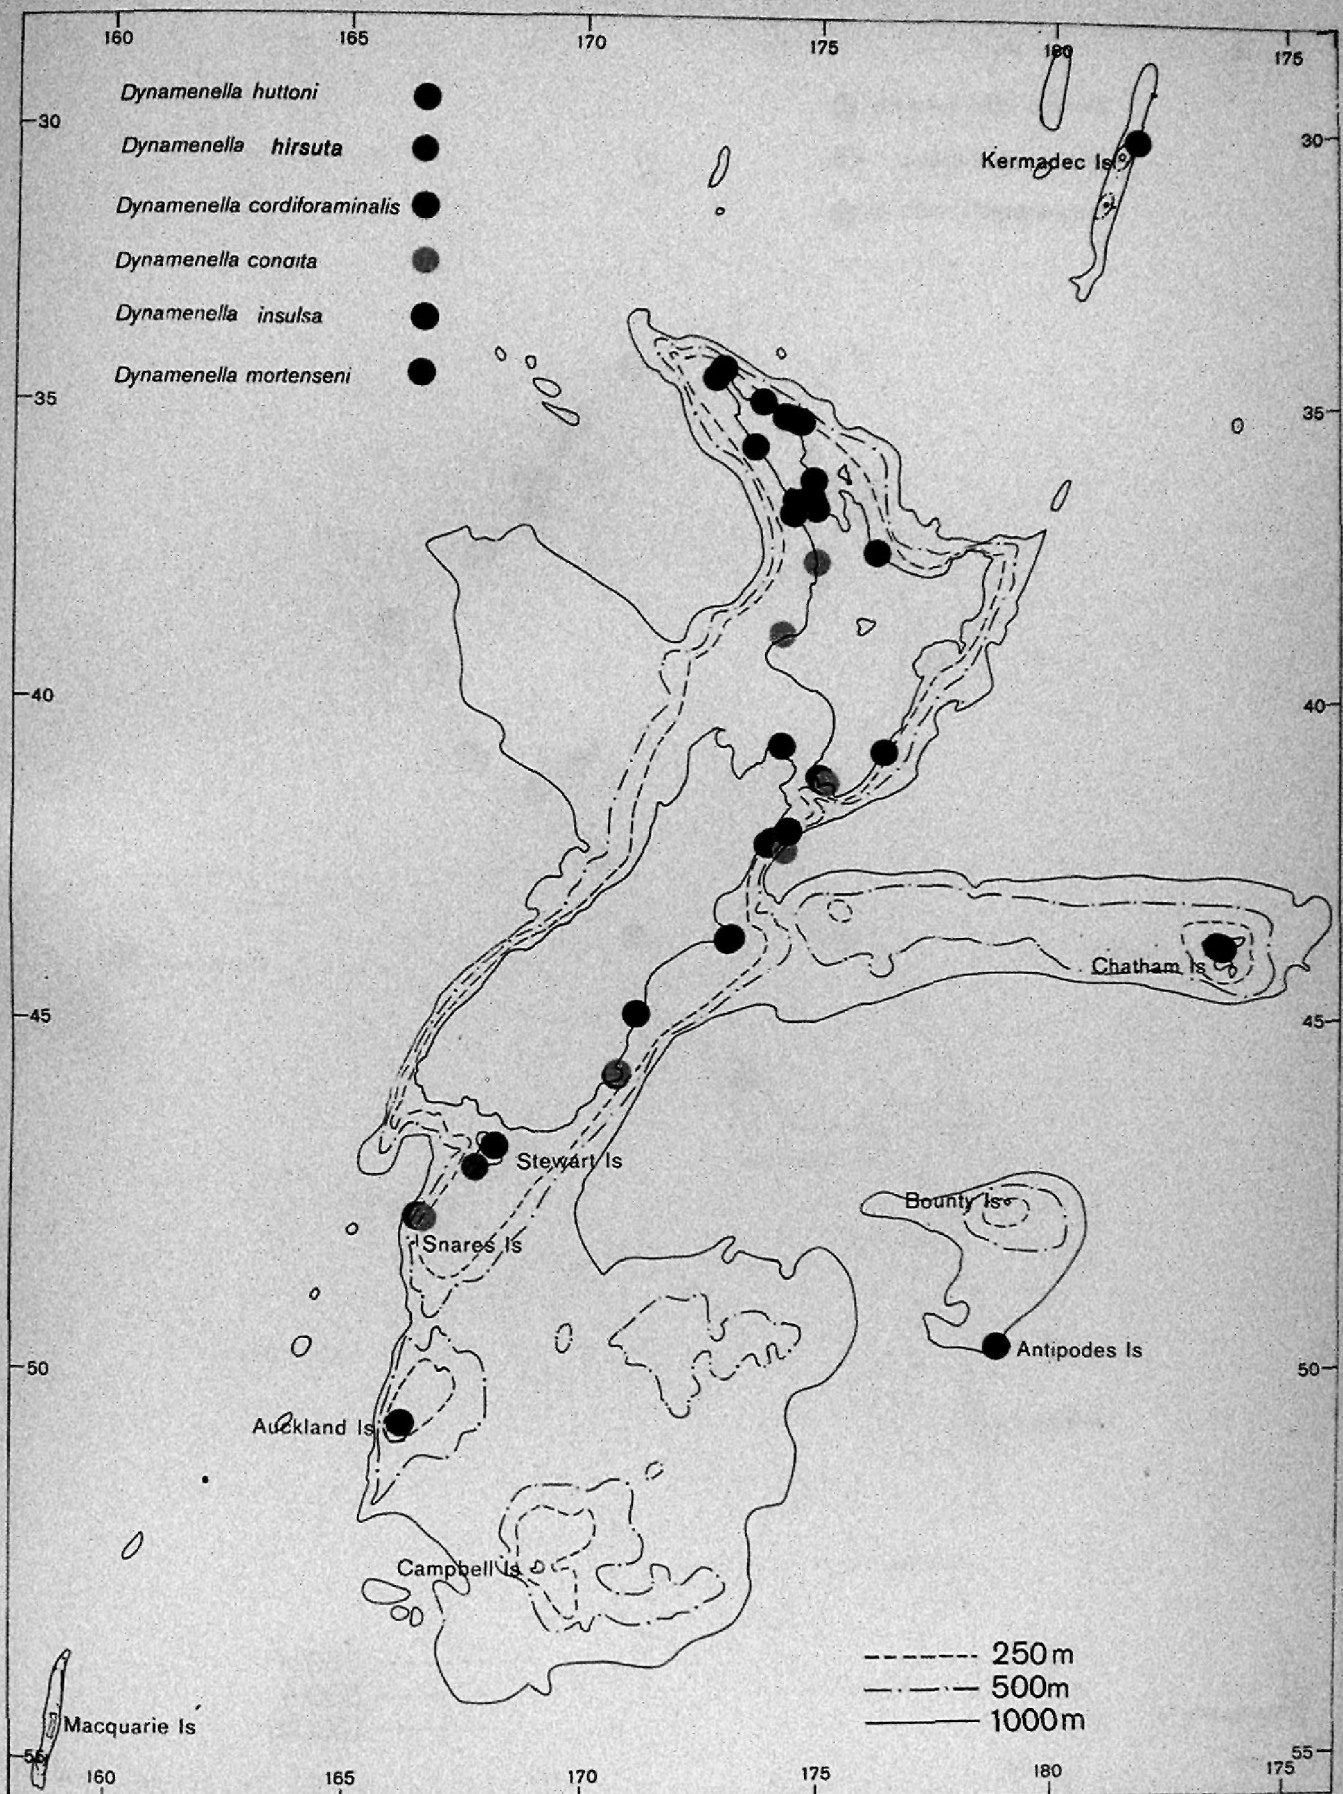 160 165 170 175 180 175
Dynamenella huttoni
30
Dynamenella hirsuta
30
Kermadec Is
Dynamenella cordiforaminalis
Dynamenella conaita
Dynamenella insulsa
Dynamenella mortenseni
35
35
40
40
Chatham Is
45
45
Stewart Is
Bounty Is
Snares Is
Antipodes Is
50
50
Auckland Is
Campbell Is
250m
500m
1000m
Macquarie Is
55
55
160 165 170 175 180 175